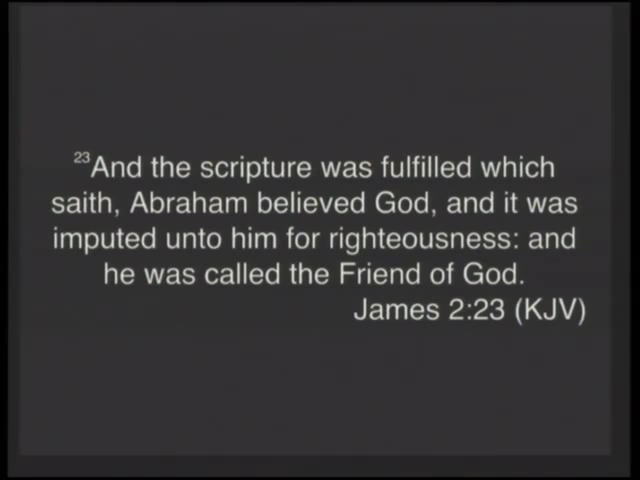 23And the scripture was fulfilled which
saith, Abraham believed God, and it was
imputed unto him for righteousness: and
he was called the Friend of God.
James 2:23 (KJV)